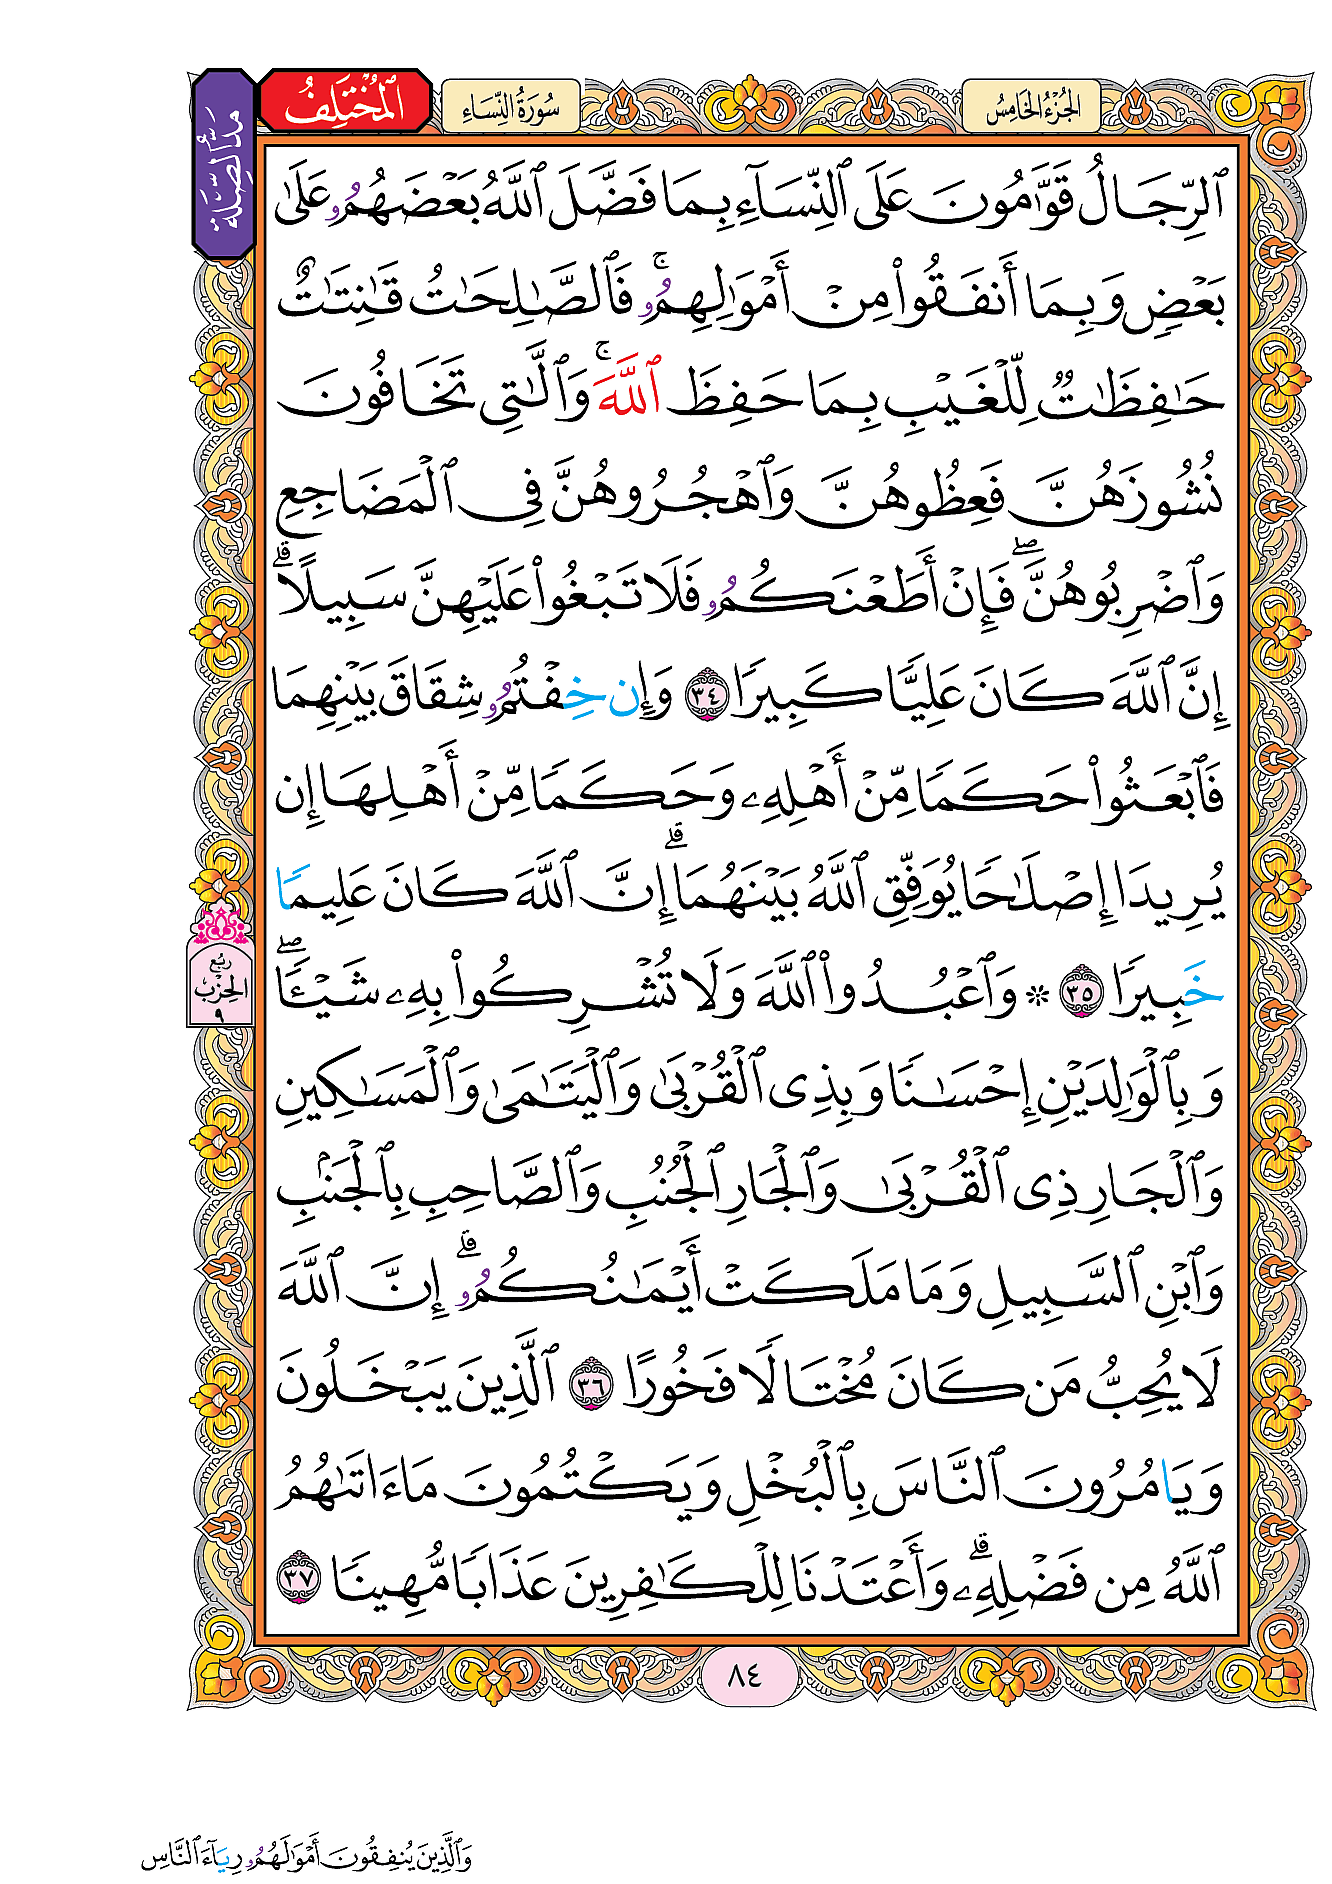 الجُزْءُ الخَامِسُ
سُورَةُ النِّسَاءِ
المُخْتَلِفُ
مَدُّ الصِّلَة
ٱلرِّجَالُ قَوَّٰمُونَ عَلَى ٱلنِّسَآءِ بِمَا فَضَّلَ ٱللَّهُ بَعْضَهُمُۥ عَلَىٰ
بَعْضٍ وَبِمَا أَنفَقُواْ مِنْ أَمْوَٰلِهِمُۥۚ فَٱلصَّٰلِحَٰتُ قَٰنِتَٰتٌ
حَٰفِظَٰتٌ لِّلْغَيْبِ بِمَا حَفِظَ ٱللَّهَۚ وَٱلَّٰتِى تَخَافُونَ
نُشُوزَهُنَّ فَعِظُوهُنَّ وَٱهْجُرُوهُنَّ فِى ٱلْمَضَاجِعِ
وَٱضْرِبُوهُنَّۖ فَإِنْ أَطَعْنَكُمُۥ فَلَا تَبْغُواْ عَلَيْهِنَّ سَبِيلًاۗ
إِنَّ ٱللَّهَ كَانَ عَلِيًّا كَبِيرًا ٣٤ وَإِن خِفْتُمُۥ شِقَاقَ بَيْنِهِمَا
فَٱبْعَثُواْ حَكَمًا مِّنْ أَهْلِهِۦ وَحَكَمًا مِّنْ أَهْلِهَا إِن
يُرِيدَا إِصْلَٰحًا يُوَفِّقِ ٱللَّهُ بَيْنَهُمَاۗ إِنَّ ٱللَّهَ كَانَ عَلِيمًا
خَبِيرًا ٣٥ ۞ وَٱعْبُدُواْ ٱللَّهَ وَلَا تُشْرِكُواْ بِهِۦ شَيْـًٔاۖ
وَبِٱلْوَٰلِدَيْنِ إِحْسَٰنًا وَبِذِى ٱلْقُرْبَىٰ وَٱلْيَتَٰمَىٰ وَٱلْمَسَٰكِينِ
وَٱلْجَارِ ذِى ٱلْقُرْبَىٰ وَٱلْجَارِ ٱلْجُنُبِ وَٱلصَّاحِبِ بِٱلْجَنۢبِ
وَٱبْنِ ٱلسَّبِيلِ وَمَا مَلَكَتْ أَيْمَٰنُكُمُۥۗ إِنَّ ٱللَّهَ
لَا يُحِبُّ مَن كَانَ مُخْتَالًا فَخُورًا ٣٦ ٱلَّذِينَ يَبْخَلُونَ
وَيَامُرُونَ ٱلنَّاسَ بِٱلْبُخْلِ وَيَكْتُمُونَ مَا ءَاتَىٰهُمُ
ٱللَّهُ مِن فَضْلِهِۦۗ وَأَعْتَدْنَا لِلْكَٰفِرِينَ عَذَابًا مُّهِينًا ٣٧
رُبْع
الحِزْبِ
٩
٨٤
وَٱلَّذِينَ يُنفِقُونَ أَمْوَٰلَهُمُۥ رِيَآءَ ٱلنَّاسِ